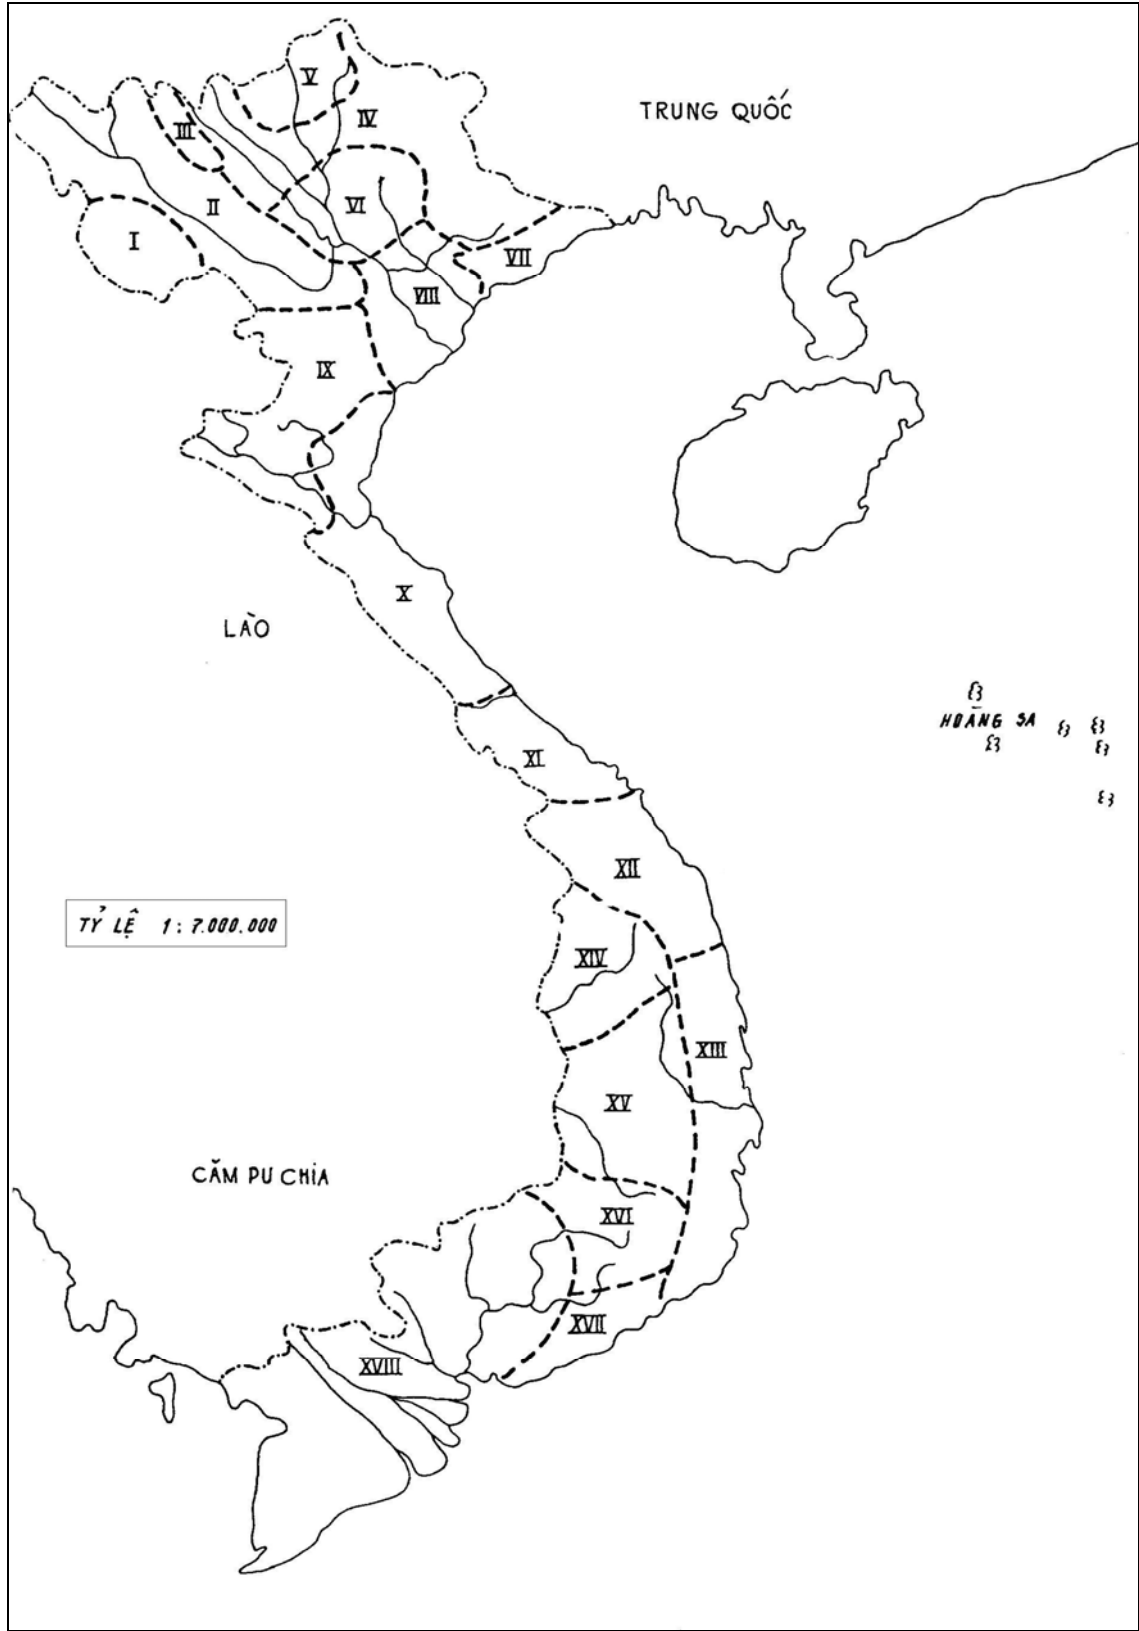 TRUNG QUỐC
V
IV
III
II
VI
I
VII
VIII
IX
X
LÀO
HOÀNG SA
XI
XII
TỶ LỆ 1 : 7.000.000
XIV
XIII
XV
CĂM PU CHIA
XVI
XVII
XVIII